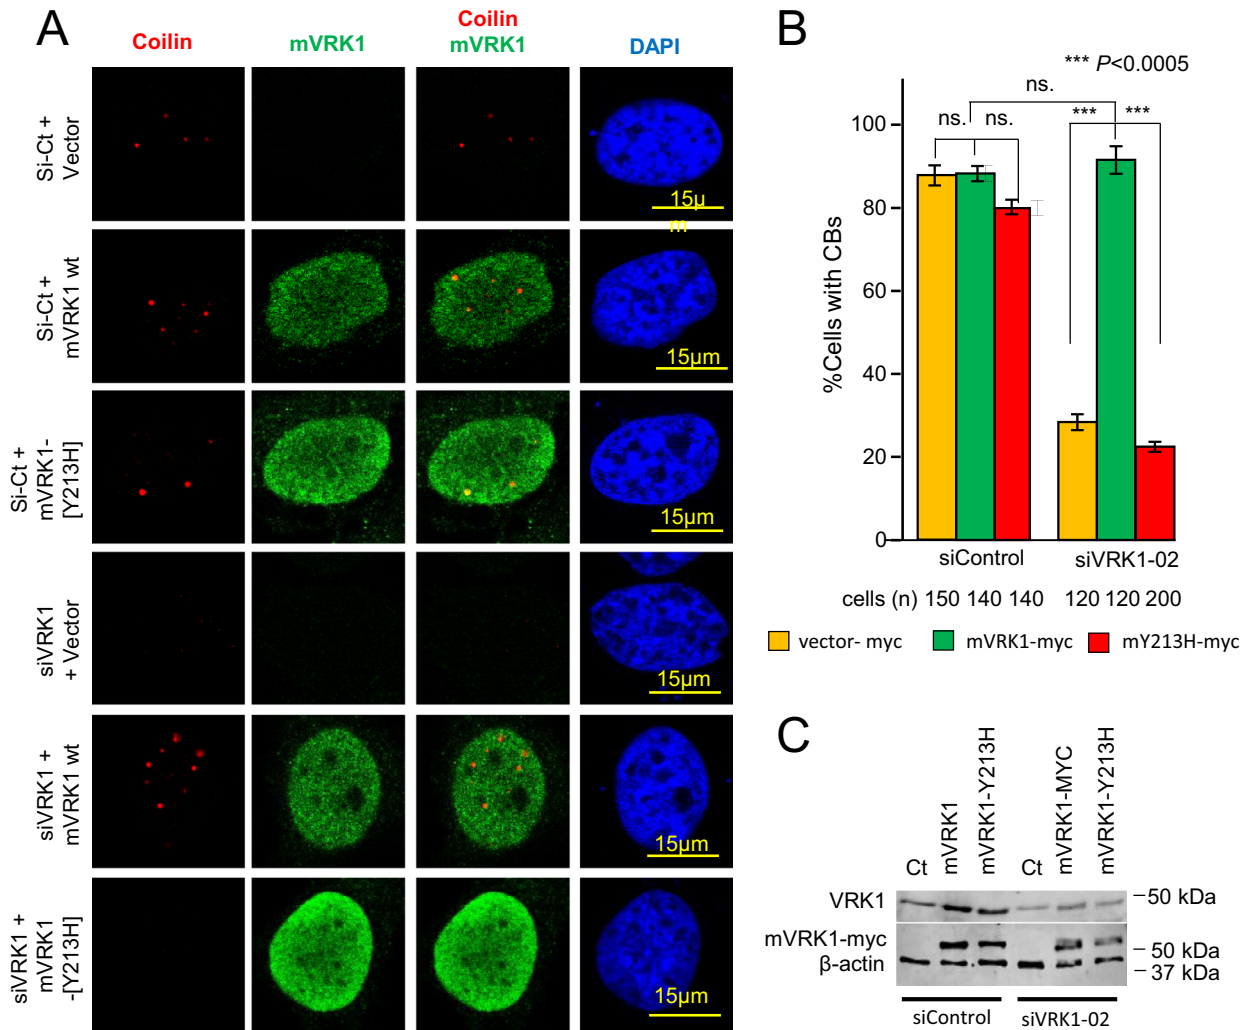 A
Coilin
mVRK1
Coilin
mVRK1
DAPI
Si-Ct +
Vector
15µ
m
Si-Ct +
mVRK1 wt
15µm
Si-Ct +
mVRK1-
[Y213H]
15µm
siVRK1
+ Vector
15µm
siVRK1 +
mVRK1 wt
15µm
siVRK1 +
mVRK1
-[Y213H]
15µm
B
*** P<0.0005
ns.
ns. ns. *** ***
%Cells with CBs
100
80
60
40
20
0
siControl siVRK1-02
cells (n) 150 140 140 120 120 200
vector- myc mVRK1-myc mY213H-myc
C
Ct
mVRK1
mVRK1-Y213H
Ct
mVRK1-MYC
mVRK1-Y213H
VRK1 50 kDa
mVRK1-myc 50 kDa
β-actin 37 kDa
siControl siVRK1-02